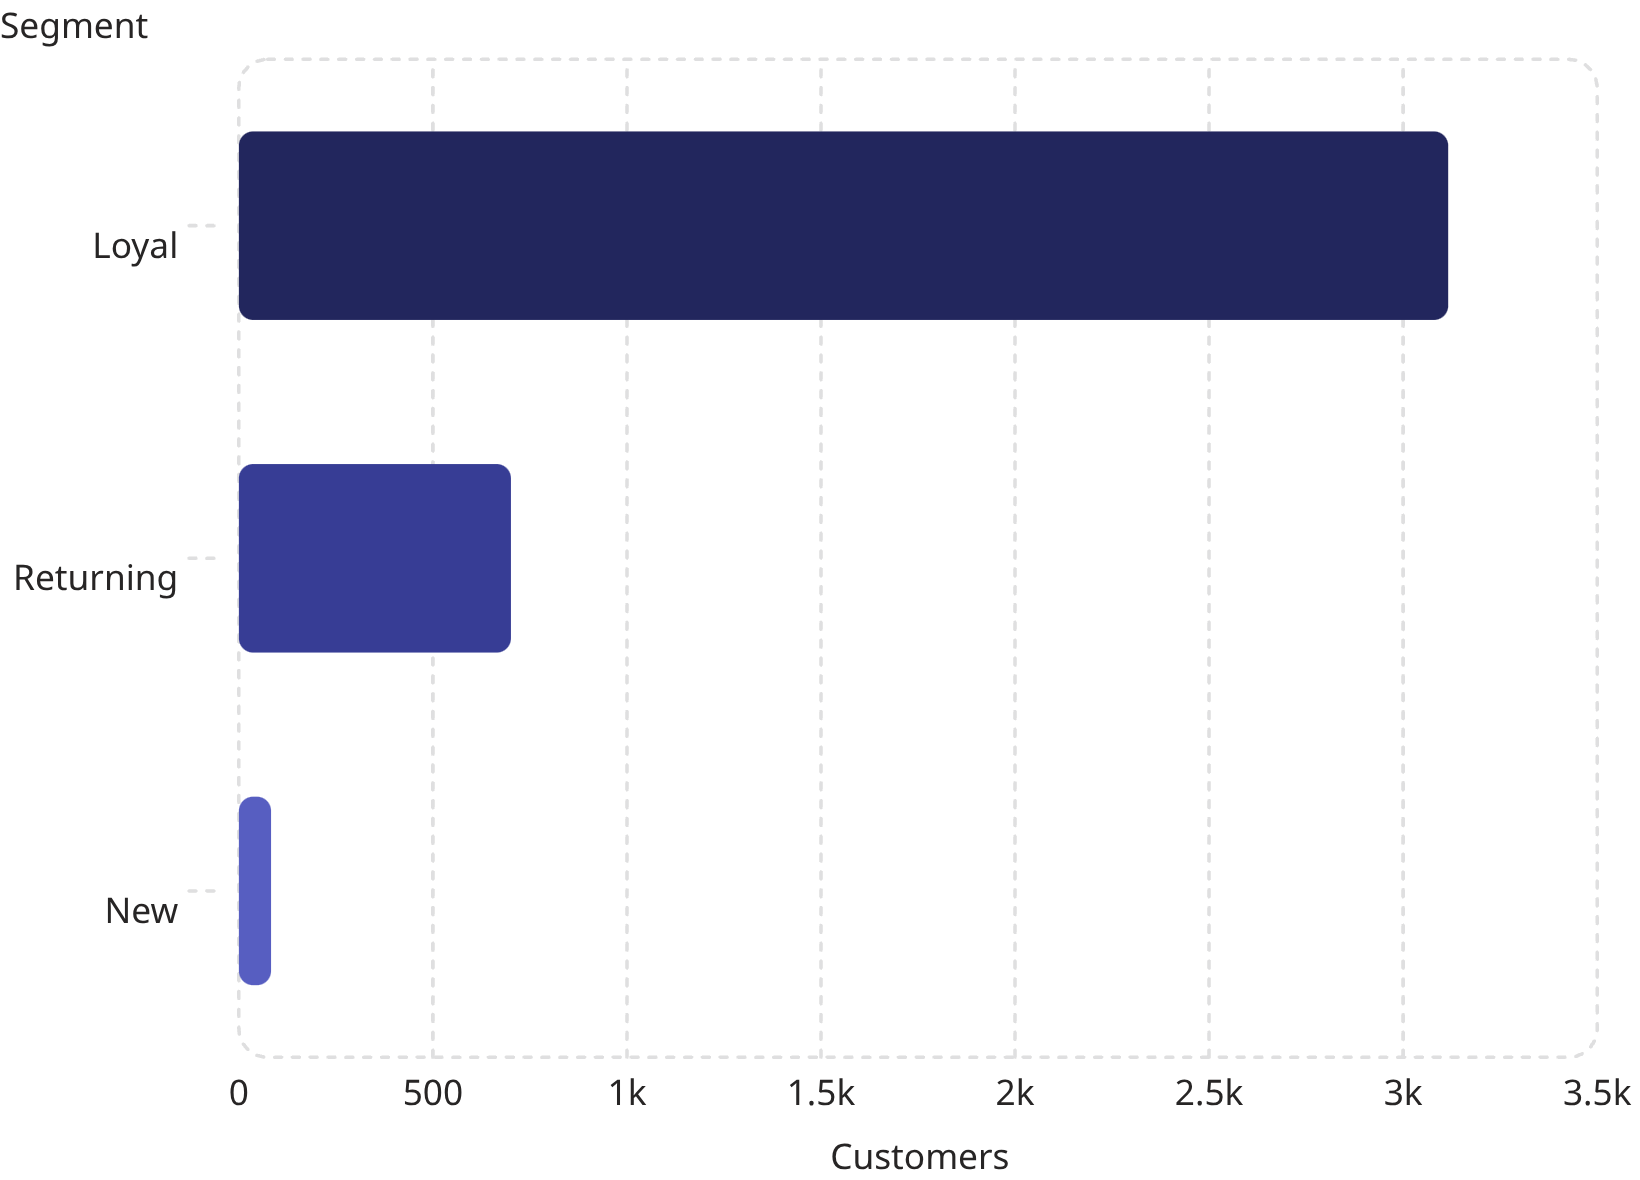 Segment
Loyal
Returning
New
0 500 1k 1.5k 2k 2.5k 3k 3.5k
Customers